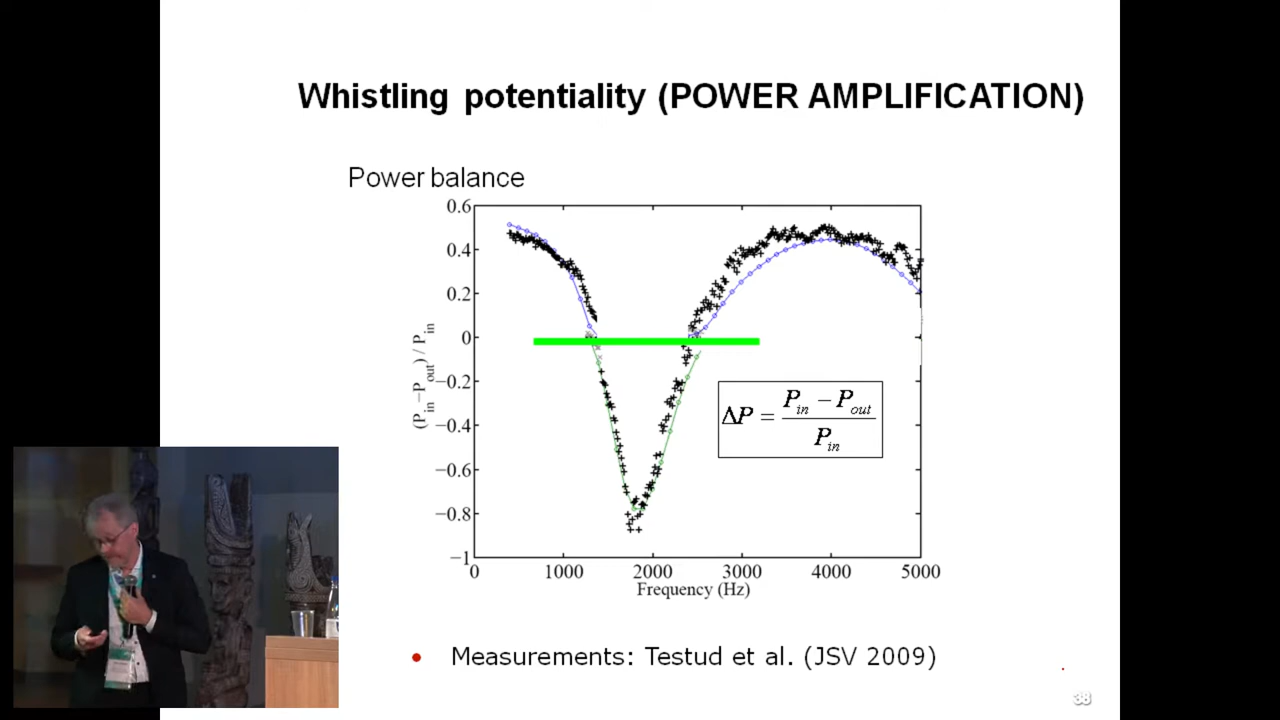 Whistling potentiality (POWER AMPLIFICATION)
Power balance
0.6
0.4
0.2
0
−0.2
−0.4
−0.6
−0.8
−1
(P_in −P_out) / P_in
0 1000 2000 3000 4000 5000
Frequency (Hz)
ΔP = (P_in − P_out) / P_in
• Measurements: Testud et al. (JSV 2009)
38